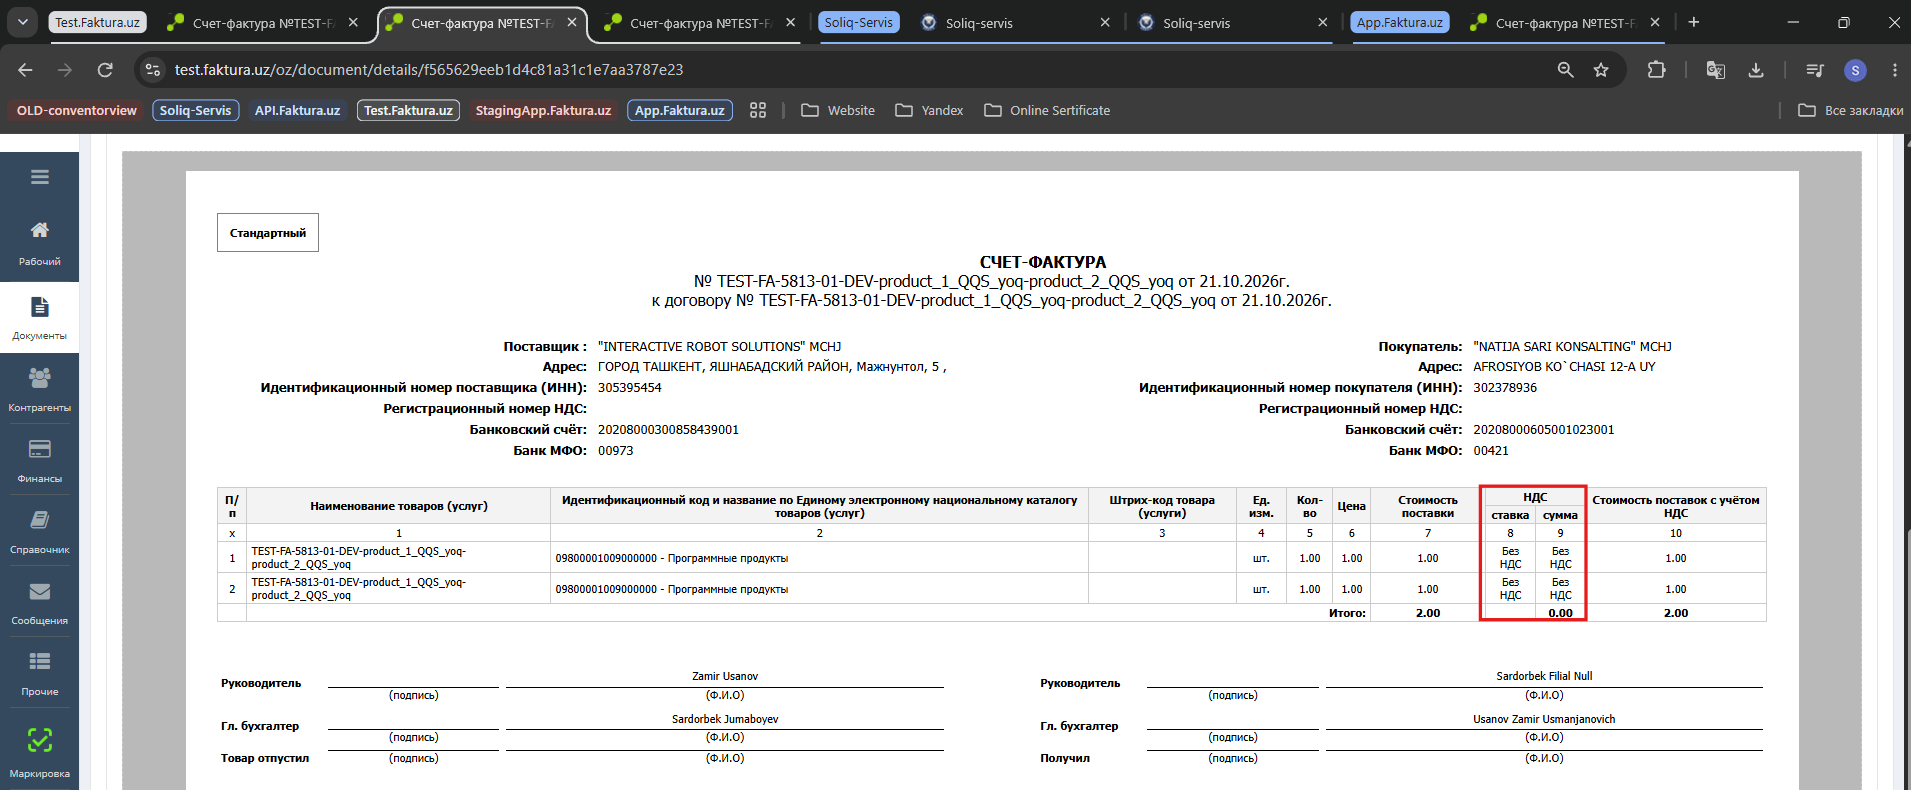 Test.Faktura.uz
Счет-фактура №TEST-F
Счет-фактура №TEST-F
Счет-фактура №TEST-F
Soliq-Servis
Soliq-servis
Soliq-servis
App.Faktura.uz
Счет-фактура №TEST-F
test.faktura.uz/oz/document/details/f565629eeb1d4c81a31c1e7aa3787e23
S
OLD-conventorview
Soliq-Servis
API.Faktura.uz
Test.Faktura.uz
StagingApp.Faktura.uz
App.Faktura.uz
Website
Yandex
Online Sertificate
Все закладки
Рабочий
Документы
Контрагенты
Финансы
Справочник
Сообщения
Прочие
Маркировка
Стандартный
СЧЕТ-ФАКТУРА
№ TEST-FA-5813-01-DEV-product_1_QQS_yoq-product_2_QQS_yoq от 21.10.2026г.
к договору № TEST-FA-5813-01-DEV-product_1_QQS_yoq-product_2_QQS_yoq от 21.10.2026г.
Поставщик : "INTERACTIVE ROBOT SOLUTIONS" MCHJ
Адрес: ГОРОД ТАШКЕНТ, ЯШНАБАДСКИЙ РАЙОН, Мажнунтол, 5 ,
Идентификационный номер поставщика (ИНН): 305395454
Регистрационный номер НДС:
Банковский счёт: 20208000300858439001
Банк МФО: 00973
Покупатель: "NATIJA SARI KONSALTING" MCHJ
Адрес: AFROSIYOB KO`CHASI 12-A UY
Идентификационный номер покупателя (ИНН): 302378936
Регистрационный номер НДС:
Банковский счёт: 20208000605001023001
Банк МФО: 00421
П/
п
Наименование товаров (услуг)
Идентификационный код и название по Единому электронному национальному каталогу
товаров (услуг)
Штрих-код товара
(услуги)
Ед.
изм.
Кол-
во
Цена
Стоимость
поставки
НДС
ставка сумма
Стоимость поставок с учётом
НДС
x 1 2 3 4 5 6 7 8 9 10
1
TEST-FA-5813-01-DEV-product_1_QQS_yoq-
product_2_QQS_yoq
09800001009000000 - Программные продукты
шт. 1.00 1.00 1.00
Без
НДС
Без
НДС
1.00
2
TEST-FA-5813-01-DEV-product_1_QQS_yoq-
product_2_QQS_yoq
09800001009000000 - Программные продукты
шт. 1.00 1.00 1.00
Без
НДС
Без
НДС
1.00
Итого: 2.00 0.00 2.00
Zamir Usanov
Руководитель
(подпись) (Ф.И.О)
Sardorbek Jumaboyev
Гл. бухгалтер
(подпись) (Ф.И.О)
Товар отпустил (подпись) (Ф.И.О)
Sardorbek Filial Null
Руководитель
(подпись) (Ф.И.О)
Usanov Zamir Usmanjanovich
Гл. бухгалтер
(подпись) (Ф.И.О)
Получил (подпись) (Ф.И.О)